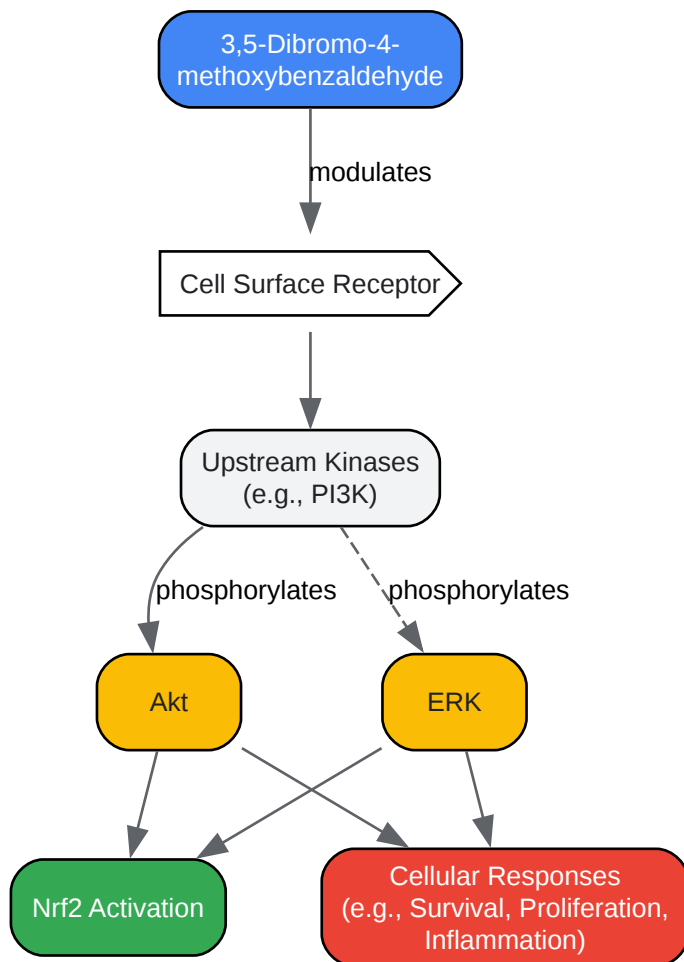 3,5-Dibromo-4-
methoxybenzaldehyde
modulates
Cell Surface Receptor
Upstream Kinases
(e.g., PI3K)
phosphorylates
phosphorylates
Akt
ERK
Nrf2 Activation
Cellular Responses
(e.g., Survival, Proliferation,
Inflammation)